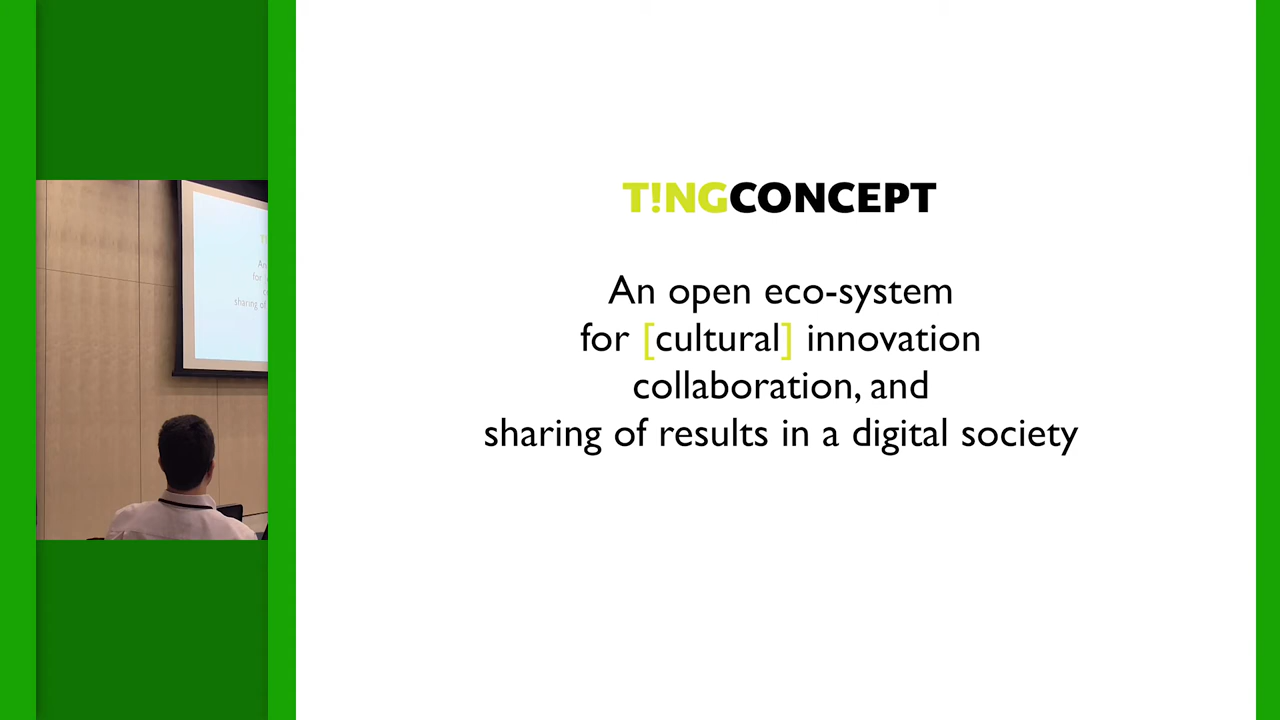 T!NGCONCEPT
An open eco-system
for [cultural] innovation
collaboration, and
sharing of results in a digital society